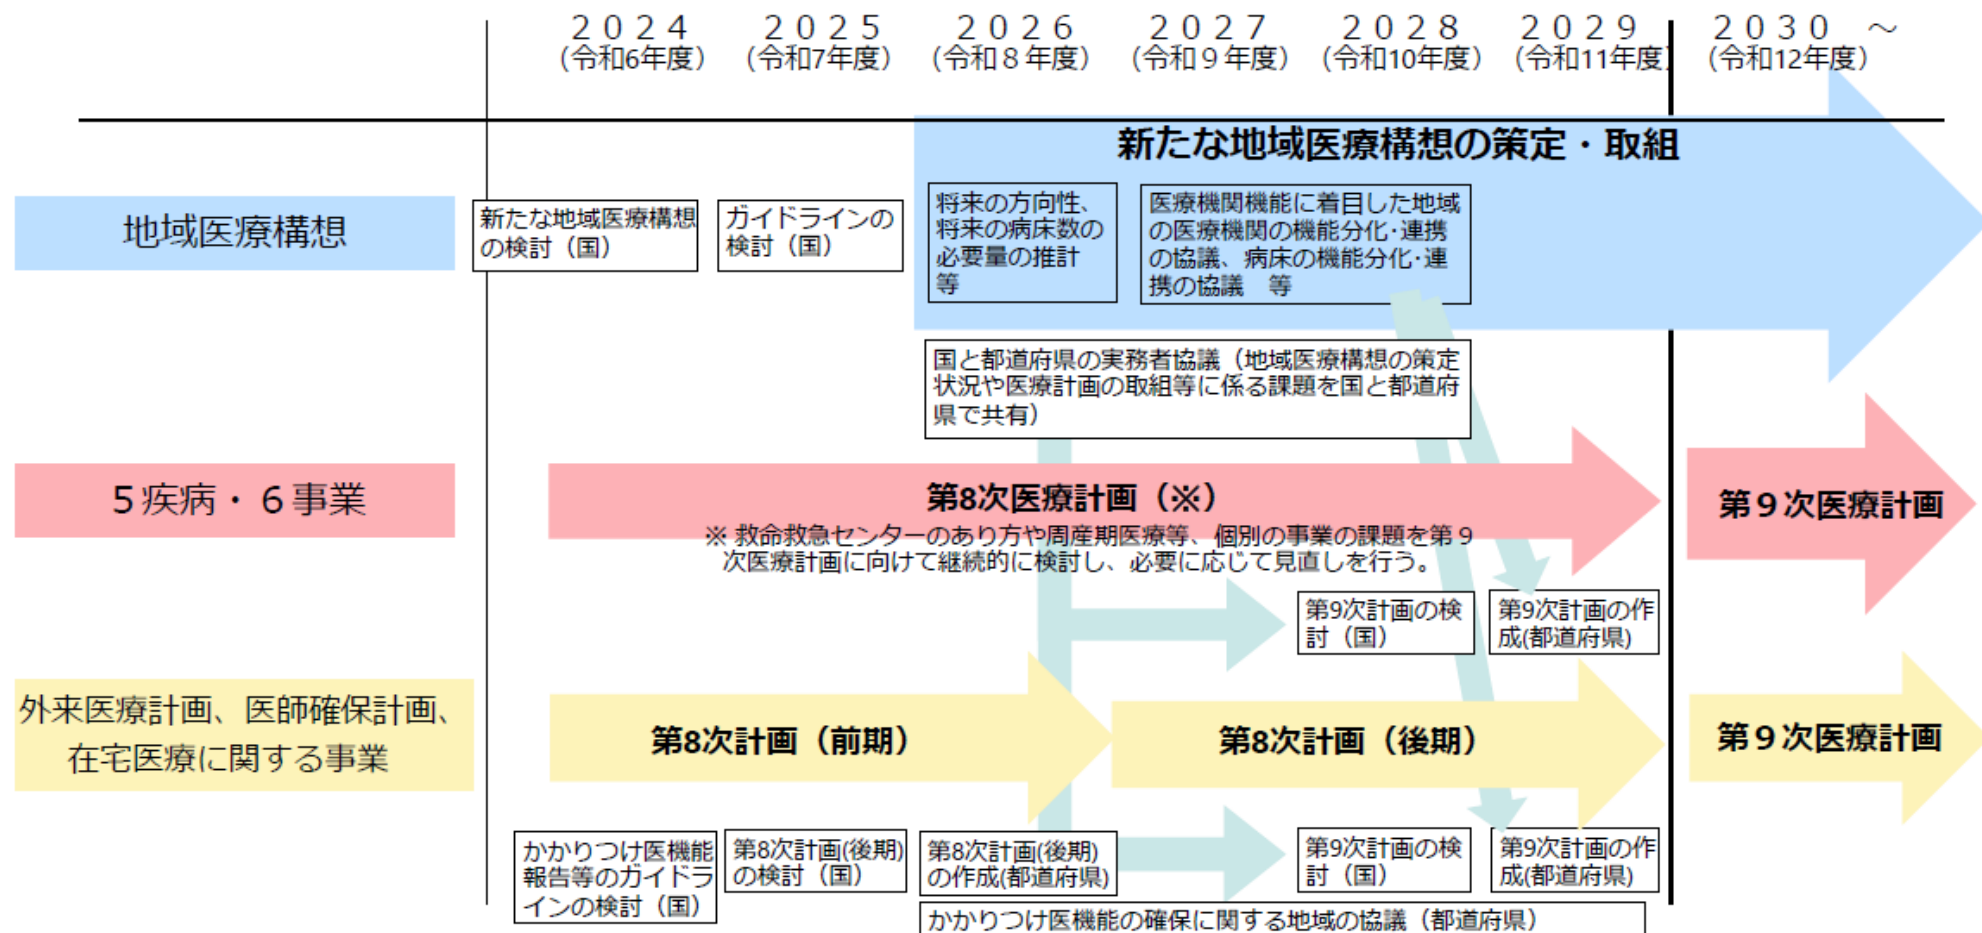 ２０２４
(令和6年度)
２０２５
(令和7年度)
２０２６
(令和８年度)
２０２７
(令和９年度)
２０２８
(令和10年度)
２０２９
(令和11年度)
２０３０　～
(令和12年度)
新たな地域医療構想の策定・取組
地域医療構想
新たな地域医療構想
の検討（国）
ガイドラインの
検討（国）
将来の方向性、
将来の病床数の
必要量の推計
等
医療機関機能に着目した地域
の医療機関の機能分化･連携
の協議、病床の機能分化･連
携の協議　等
国と都道府県の実務者協議（地域医療構想の策定
状況や医療計画の取組等に係る課題を国と都道府
県で共有）
５疾病・６事業
第8次医療計画（※）
※ 救命救急センターのあり方や周産期医療等、個別の事業の課題を第９
次医療計画に向けて継続的に検討し、必要に応じて見直しを行う。
第９次医療計画
第9次計画の検
討（国）
第9次計画の作
成(都道府県)
外来医療計画、医師確保計画、
在宅医療に関する事業
第8次計画（前期）
第8次計画（後期）
第９次医療計画
かかりつけ医機能
報告等のガイドラ
インの検討（国）
第8次計画(後期)
の検討（国）
第8次計画(後期)
の作成(都道府県)
第9次計画の検
討（国）
第9次計画の作
成(都道府県)
かかりつけ医機能の確保に関する地域の協議（都道府県）